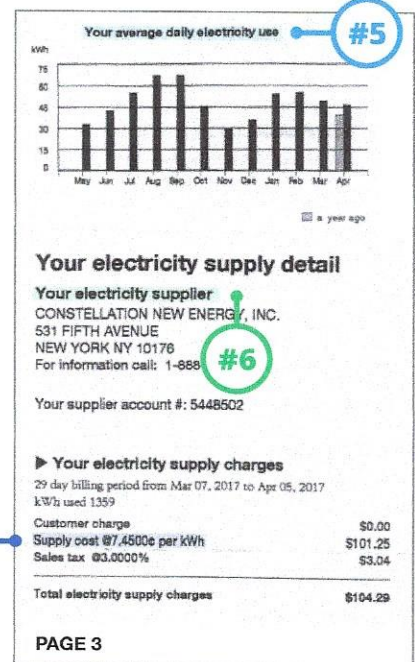 Your average daily electricity use
#5
kWh
75
60
45
30
15
0
May Jun Jul Aug Sep Oct Nov Dec Jan Feb Mar Apr
a year ago
Your electricity supply detail
Your electricity supplier
CONSTELLATION NEW ENERGY, INC.
531 FIFTH AVENUE
NEW YORK NY 10176
For information call: 1-888
#6
Your supplier account #: 5448502
▶ Your electricity supply charges
29 day billing period from Mar 07, 2017 to Apr 05, 2017
kWh used 1359
Customer charge $0.00
Supply cost @7.4500¢ per kWh $101.25
Sales tax @3.0000% $3.04
Total electricity supply charges $104.29
PAGE 3